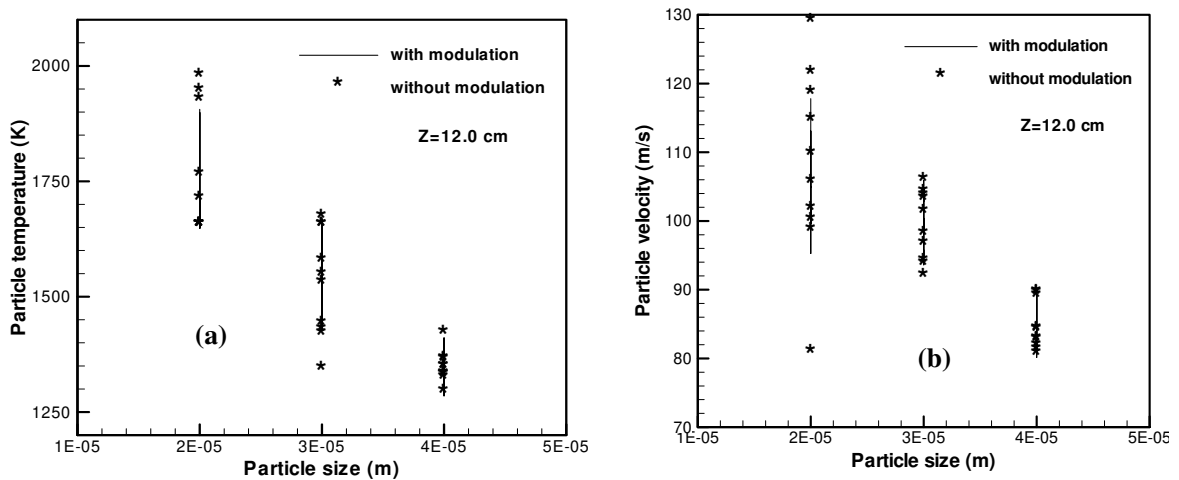 Particle temperature (K)
2000
1750
1500
1250
with modulation
* without modulation
Z=12.0 cm
(a)
1E-05 2E-05 3E-05 4E-05 5E-05
Particle size (m)
Particle velocity (m/s)
130
120
110
100
90
80
70
with modulation
* without modulation
Z=12.0 cm
(b)
1E-05 2E-05 3E-05 4E-05 5E-05
Particle size (m)